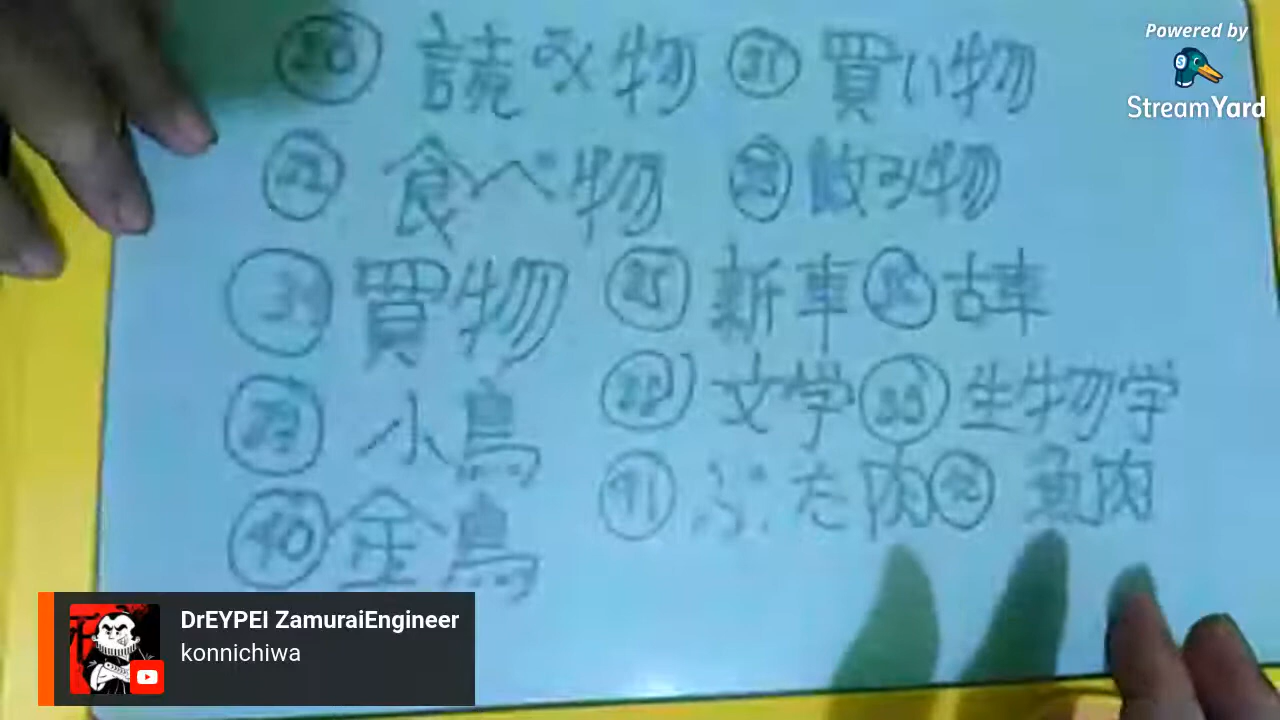 Powered by
StreamYard
読み物 買い物
食べ物 飲み物
買物 新車 古車
小鳥 文学 生物学
40 金鳥 41 ぶた肉 魚肉
DrEYPEI ZamuraiEngineer
konnichiwa